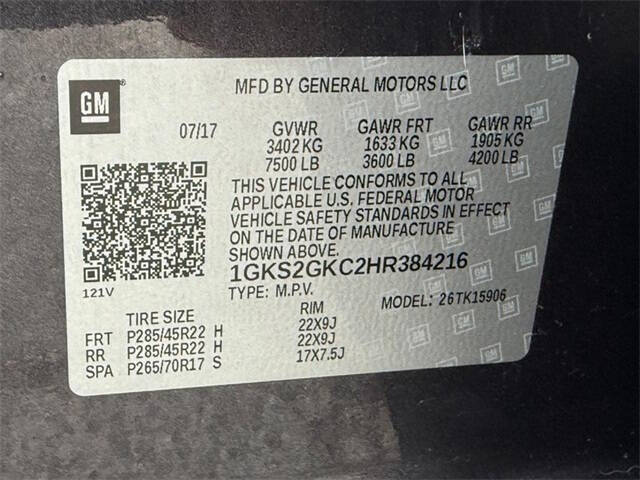 GM
MFD BY GENERAL MOTORS LLC
07/17 GVWR GAWR FRT GAWR RR
3402 KG 1633 KG 1905 KG
7500 LB 3600 LB 4200 LB
THIS VEHICLE CONFORMS TO ALL
APPLICABLE U.S. FEDERAL MOTOR
VEHICLE SAFETY STANDARDS IN EFFECT
ON THE DATE OF MANUFACTURE
SHOWN ABOVE.
1GKS2GKC2HR384216
121V
TYPE: M.P.V. MODEL: 26TK15906
TIRE SIZE RIM
FRT P285/45R22 H 22X9J
RR P285/45R22 H 22X9J
SPA P265/70R17 S 17X7.5J